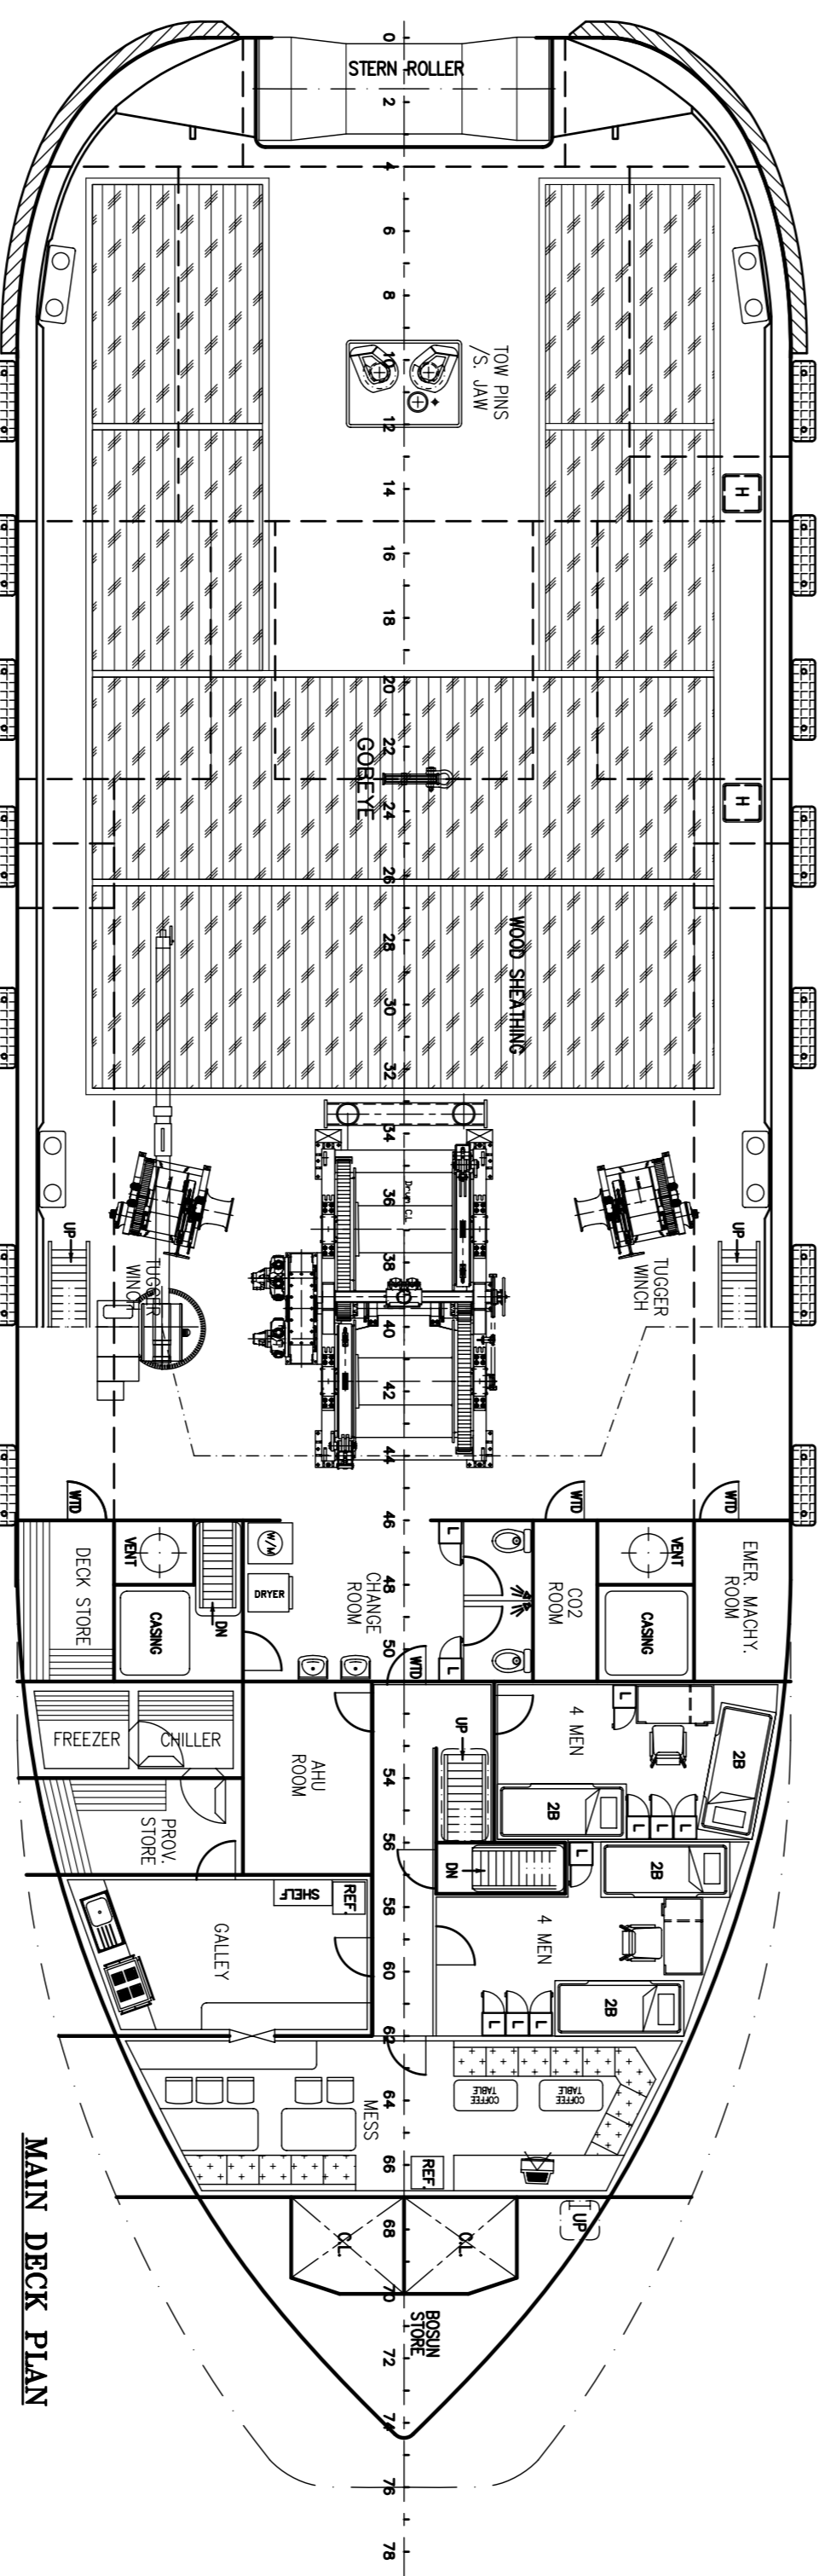 0
STERN ROLLER
2
4
6
8
10
TOW PINS
/S. JAW
12
14
H
16
18
20
22
GOBEYE
24
H
26
WOOD SHEATHING
28
30
32
34
36
Drum C.L.
38
UP
UP
TUGGER
WINCH
TUGGER
WINCH
40
42
44
WTD
WTD
WTD
46
DECK STORE
VENT
W/M
L
CO2
ROOM
VENT
EMER. MACHY.
ROOM
48
CHANGE
ROOM
DRYER
CASING
DN
CASING
50
WTD
L
FREEZER
CHILLER
AHU
ROOM
UP
4 MEN
L
2B
54
2B
L
L
L
PROV.
STORE
56
DN
L
2B
58
SHELF
REF.
GALLEY
4 MEN
60
2B
L
L
L
62
64
MESS
COFFEE
TABLE
COFFEE
TABLE
66
REF.
UP
68
C.L.
C.L.
70
BOSUN
STORE
72
74
76
78
MAIN DECK PLAN